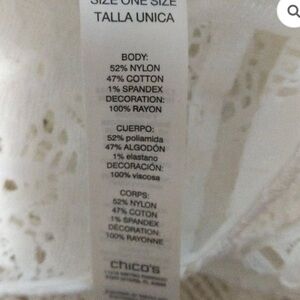 SIZE ONE SIZE
TALLA UNICA
BODY:
52% NYLON
47% COTTON
1% SPANDEX
DECORATION:
100% RAYON
CUERPO:
52% poliamida
47% ALGODÓN
1% elastano
DECORACIÓN:
100% viscosa
CORPS:
52% NYLON
47% COTON
1% SPANDEX
DÉCORATION:
100% RAYONNE
chico's